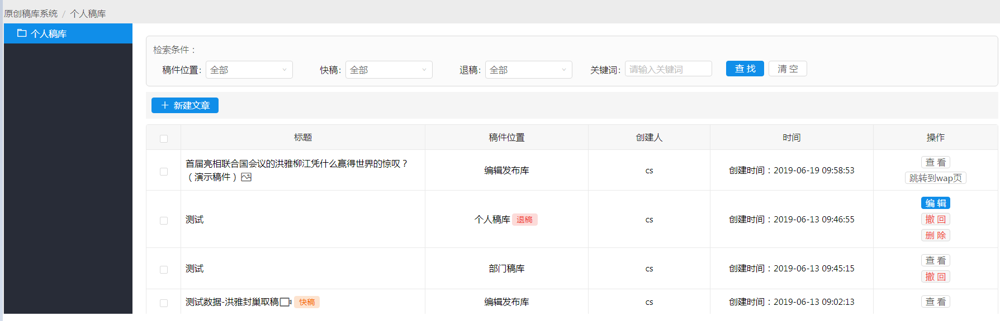 原创稿库系统 / 个人稿库
个人稿库
检索条件：
稿件位置： 全部 快稿： 全部 退稿： 全部 关键词： 请输入关键词 查 找 清 空
＋ 新建文章
标题 稿件位置 创建人 时间 操作
首届亮相联合国会议的洪雅柳江凭什么赢得世界的惊叹？
（演示稿件）
编辑发布库 cs 创建时间：2019-06-19 09:58:53
查 看
跳转到wap页
测试 个人稿库 退稿 cs 创建时间：2019-06-13 09:46:55
编 辑
撤 回
删 除
测试 部门稿库 cs 创建时间：2019-06-13 09:45:15
查 看
撤 回
测试数据-洪雅封巢取稿 快稿 编辑发布库 cs 创建时间：2019-06-13 09:02:13 查 看